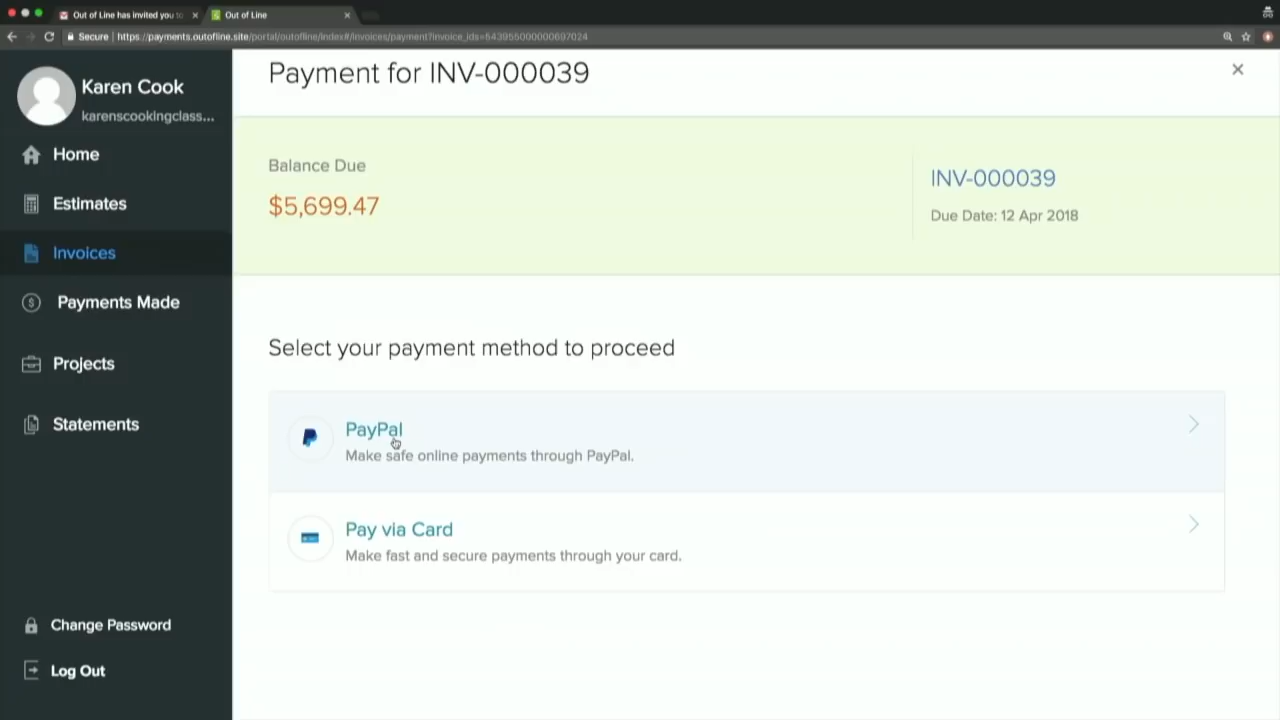 Out of Line has invited you to
Out of Line
Secure
https://payments.outofline.site/portal/outofline/index#/invoices/payment?invoice_ids=543955000000697024
Karen Cook
karenscookingclass...
Home
Estimates
Invoices
Payments Made
Projects
Statements
Change Password
Log Out
Payment for INV-000039
Balance Due
$5,699.47
INV-000039
Due Date: 12 Apr 2018
Select your payment method to proceed
PayPal
Make safe online payments through PayPal.
Pay via Card
Make fast and secure payments through your card.